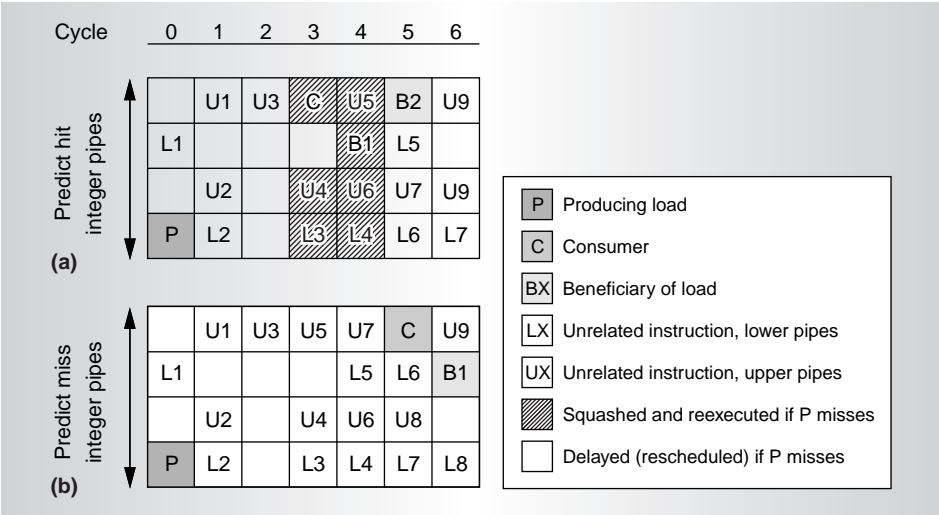 Cycle 0 1 2 3 4 5 6
Predict hit
integer pipes
(a)
U1 U3 C U5 B2 U9
L1 B1 L5
U2 U4 U6 U7 U9
P L2 L3 L4 L6 L7
Predict miss
integer pipes
(b)
U1 U3 U5 U7 C U9
L1 L5 L6 B1
U2 U4 U6 U8
P L2 L3 L4 L7 L8
P Producing load
C Consumer
BX Beneficiary of load
LX Unrelated instruction, lower pipes
UX Unrelated instruction, upper pipes
Squashed and reexecuted if P misses
Delayed (rescheduled) if P misses